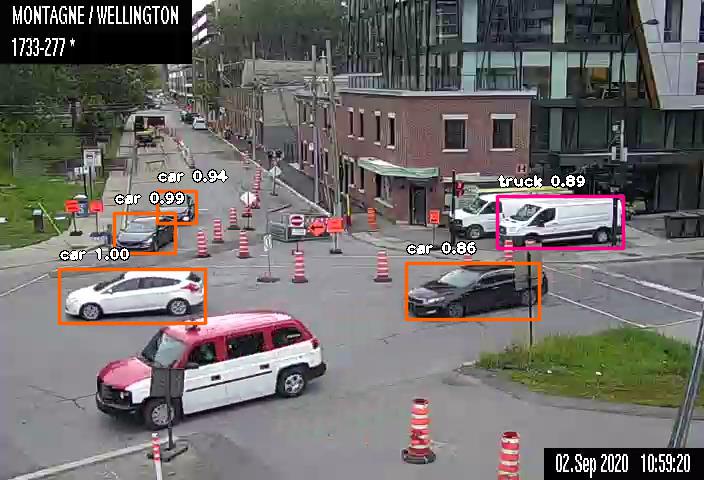 MONTAGNE / WELLINGTON
1733-277 *
car 0.94
car 0.99
truck 0.89
car 1.00
car 0.86
02.Sep 2020 10:59:20